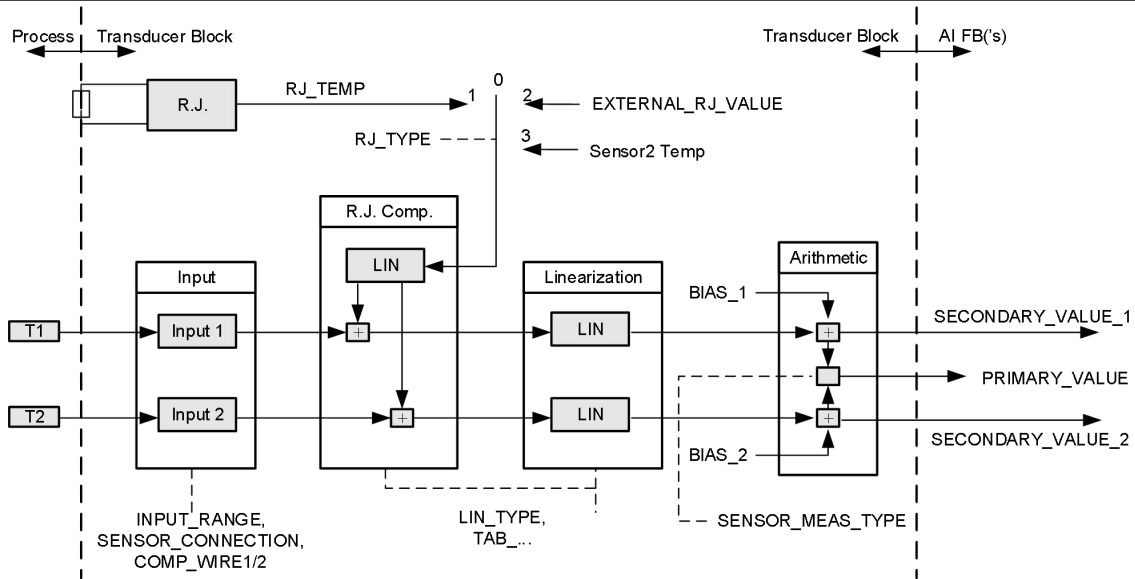 Process
Transducer Block
Transducer Block
AI FB('s)
R.J.
RJ_TEMP
1
0
2
EXTERNAL_RJ_VALUE
RJ_TYPE
3
Sensor2 Temp
R.J. Comp.
LIN
Input
Linearization
Arithmetic
BIAS_1
T1
Input 1
+
LIN
+
SECONDARY_VALUE_1
PRIMARY_VALUE
T2
Input 2
+
LIN
+
SECONDARY_VALUE_2
BIAS_2
INPUT_RANGE,
SENSOR_CONNECTION,
COMP_WIRE1/2
LIN_TYPE,
TAB_...
SENSOR_MEAS_TYPE